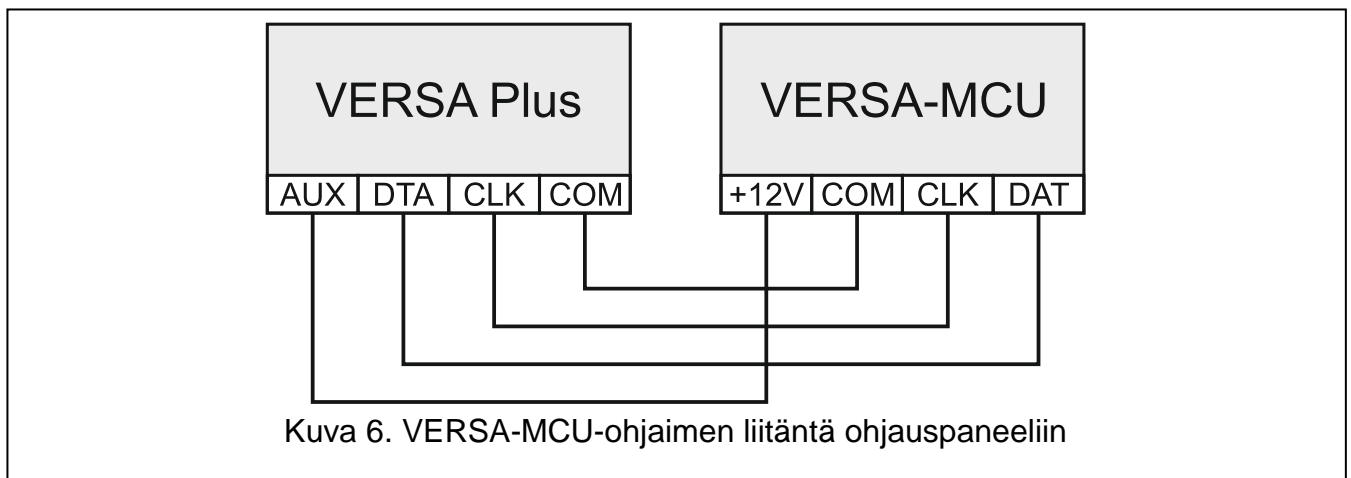 VERSA Plus
VERSA-MCU
AUX DTA CLK COM
+12V COM CLK DAT
Kuva 6. VERSA-MCU-ohjaimen liitäntä ohjauspaneeliin